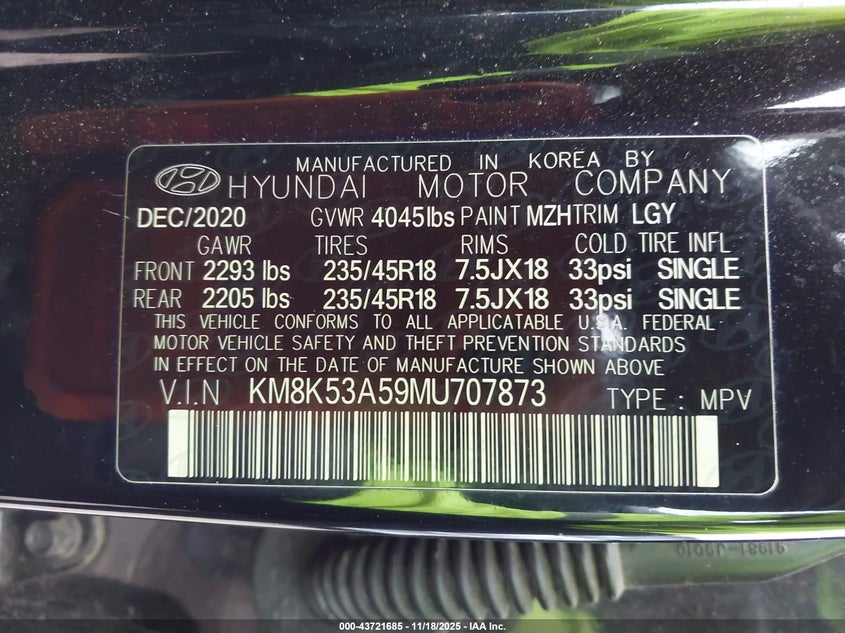 MANUFACTURED IN KOREA BY
HYUNDAI MOTOR COMPANY
DEC/2020 GVWR 4045lbs PAINT MZH TRIM LGY
GAWR TIRES RIMS COLD TIRE INFL
FRONT 2293 lbs 235/45R18 7.5JX18 33psi SINGLE
REAR 2205 lbs 235/45R18 7.5JX18 33psi SINGLE
THIS VEHICLE CONFORMS TO ALL APPLICATABLE U.S.A. FEDERAL
MOTOR VEHICLE SAFETY AND THEFT PREVENTION STANDARDS
IN EFFECT ON THE DATE OF MANUFACTURE SHOWN ABOVE
V.I.N KM8K53A59MU707873 TYPE : MPV
91981-J9010
000-43721685 - 11/18/2025 - IAA Inc.